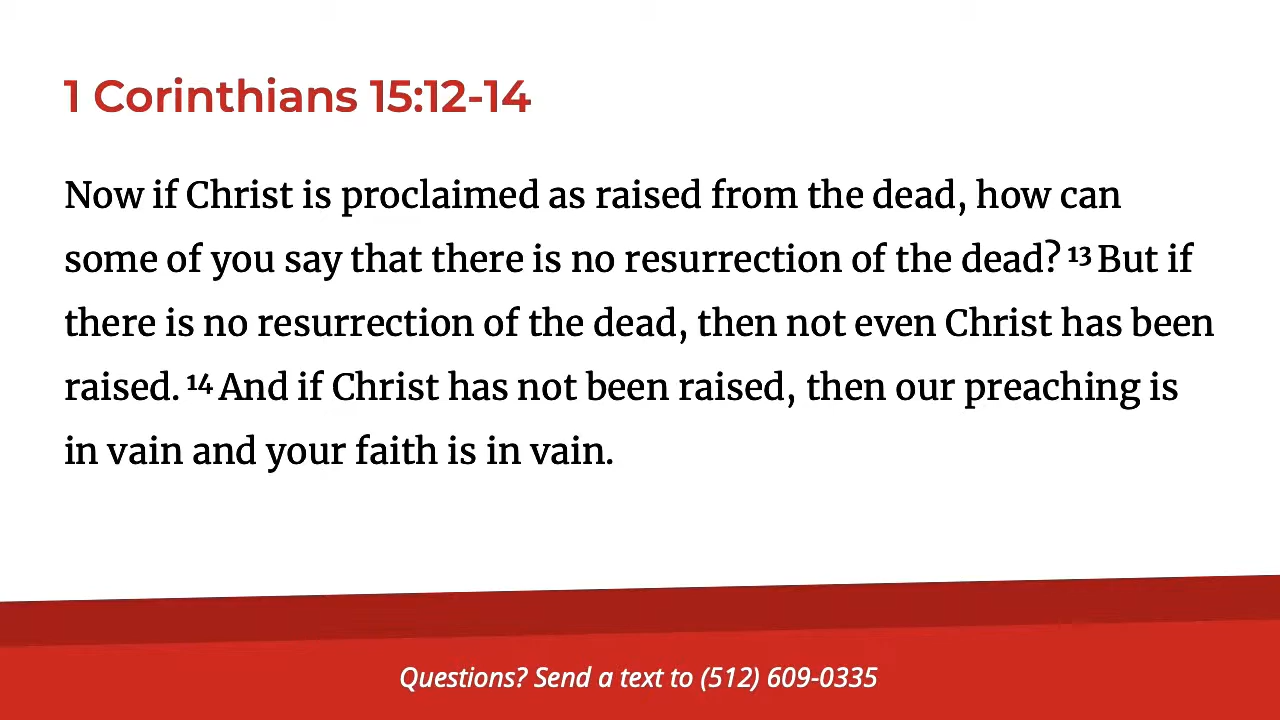 1 Corinthians 15:12-14
Now if Christ is proclaimed as raised from the dead, how can
some of you say that there is no resurrection of the dead? ¹³ But if
there is no resurrection of the dead, then not even Christ has been
raised. ¹⁴ And if Christ has not been raised, then our preaching is
in vain and your faith is in vain.
Questions? Send a text to (512) 609-0335